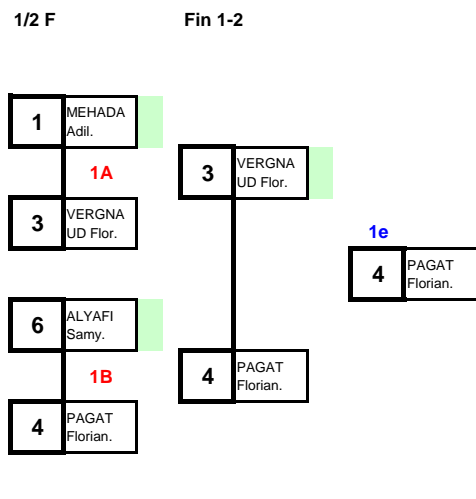 1/2 F
Fin 1-2
1
MEHADA
Adil.
1A
3
VERGNA
UD Flor.
3
VERGNA
UD Flor.
1e
4
PAGAT
Florian.
6
ALYAFI
Samy.
1B
4
PAGAT
Florian.
4
PAGAT
Florian.